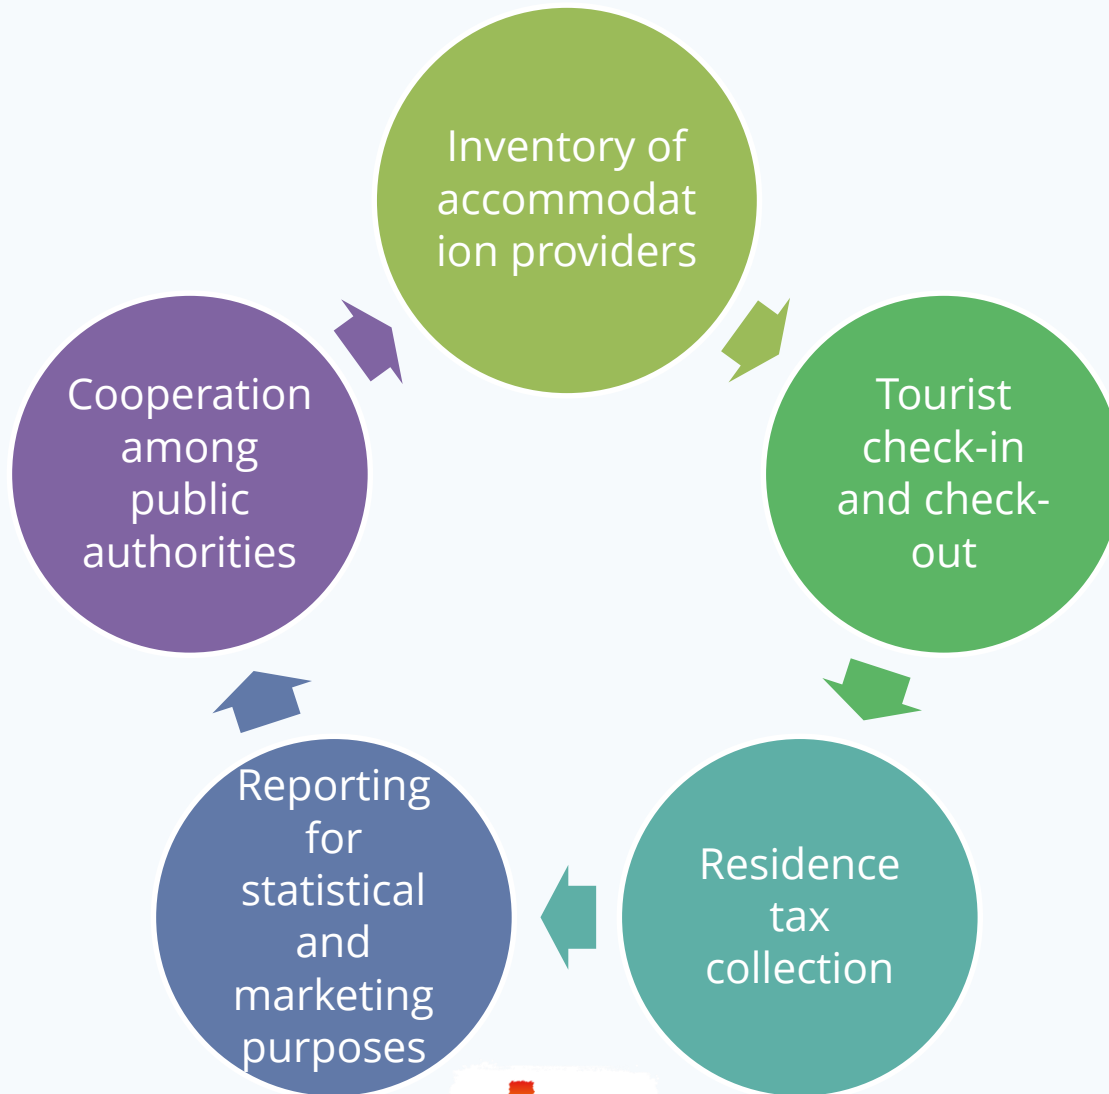 Inventory of
accommodat
ion providers
Tourist
check-in
and check-
out
Residence
tax
collection
Reporting
for
statistical
and
marketing
purposes
Cooperation
among
public
authorities